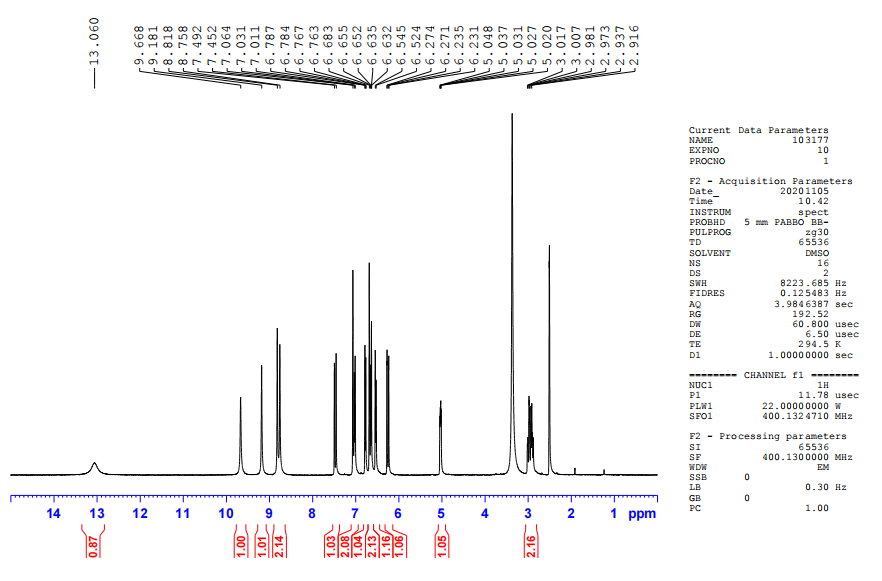 13.060
9.668
9.181
8.818
8.758
7.492
7.452
7.064
7.031
7.011
6.787
6.784
6.767
6.763
6.683
6.655
6.652
6.635
6.632
6.545
6.524
6.274
6.271
6.235
6.231
5.048
5.037
5.031
5.027
5.020
3.017
3.007
2.981
2.973
2.937
2.916
Current Data Parameters
NAME 103177
EXPNO 10
PROCNO 1
F2 - Acquisition Parameters
Date_ 20201105
Time 10.42
INSTRUM spect
PROBHD 5 mm PABBO BB-
PULPROG zg30
TD 65536
SOLVENT DMSO
NS 16
DS 2
SWH 8223.685 Hz
FIDRES 0.125483 Hz
AQ 3.9846387 sec
RG 192.52
DW 60.800 usec
DE 6.50 usec
TE 294.5 K
D1 1.00000000 sec
======== CHANNEL f1 ========
NUC1 1H
P1 11.78 usec
PLW1 22.00000000 W
SFO1 400.1324710 MHz
F2 - Processing parameters
SI 65536
SF 400.1300000 MHz
WDW EM
SSB 0
LB 0.30 Hz
GB 0
PC 1.00
14 13 12 11 10 9 8 7 6 5 4 3 2 1 ppm
0.87
1.00
1.01
2.14
1.03
2.08
1.04
2.13
1.16
1.06
1.05
2.16